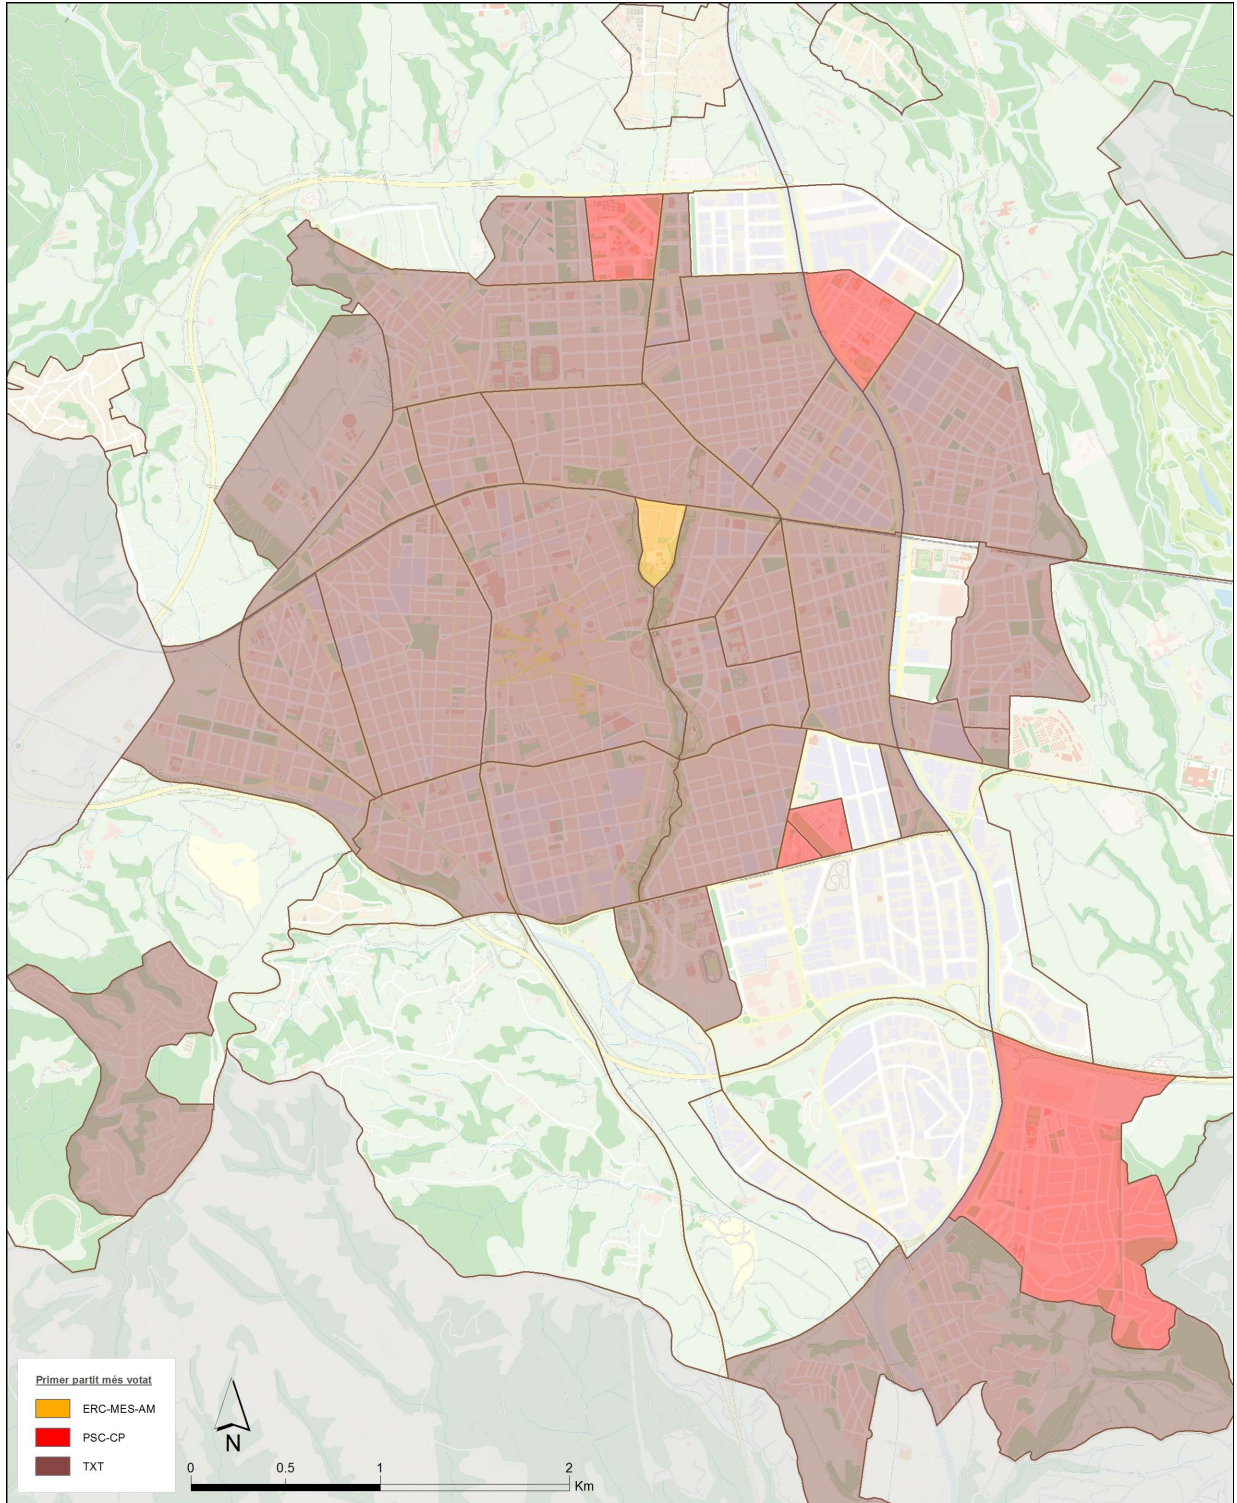 Primer partit més votat
ERC-MES-AM
PSC-CP
TXT
N
0 0.5 1 2
Km